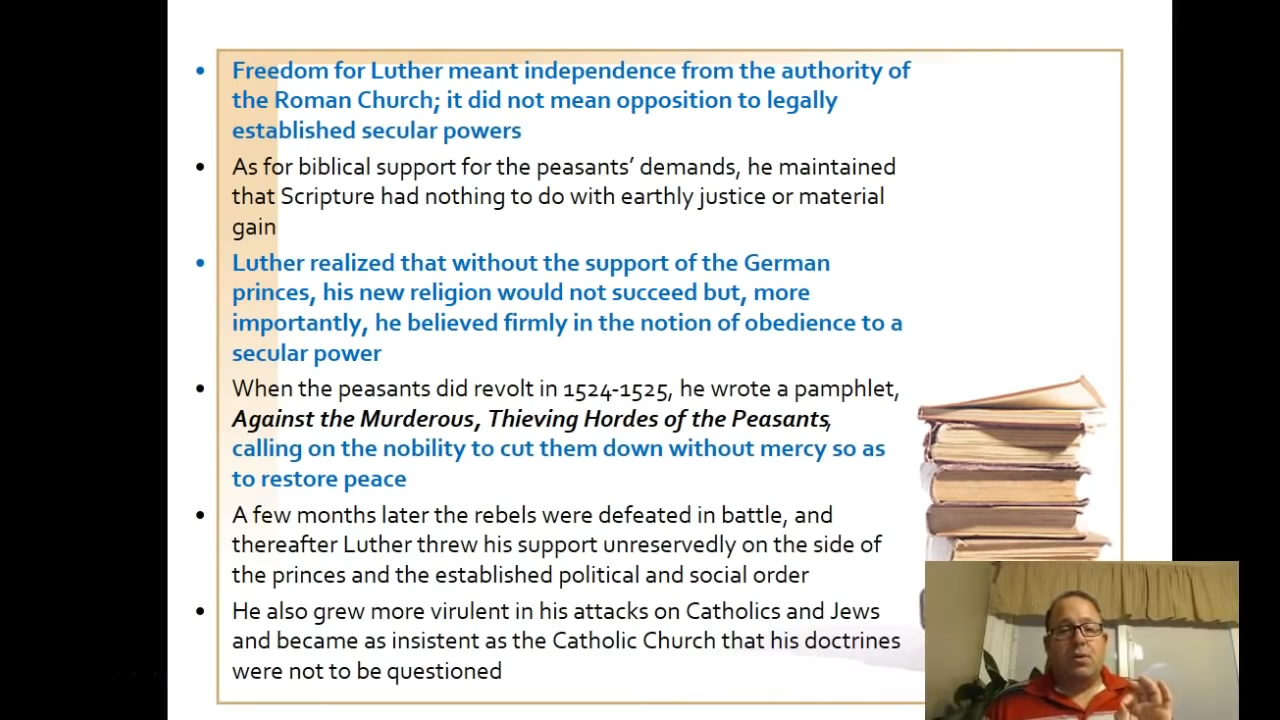 • Freedom for Luther meant independence from the authority of
the Roman Church; it did not mean opposition to legally
established secular powers
• As for biblical support for the peasants’ demands, he maintained
that Scripture had nothing to do with earthly justice or material
gain
• Luther realized that without the support of the German
princes, his new religion would not succeed but, more
importantly, he believed firmly in the notion of obedience to a
secular power
• When the peasants did revolt in 1524-1525, he wrote a pamphlet,
Against the Murderous, Thieving Hordes of the Peasants,
calling on the nobility to cut them down without mercy so as
to restore peace
• A few months later the rebels were defeated in battle, and
thereafter Luther threw his support unreservedly on the side of
the princes and the established political and social order
• He also grew more virulent in his attacks on Catholics and Jews
and became as insistent as the Catholic Church that his doctrines
were not to be questioned